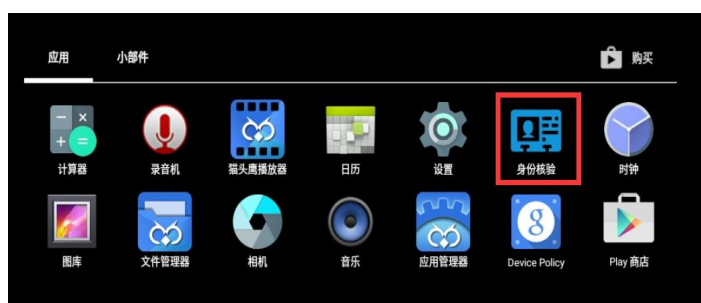 应用
小部件
购买
计算器
录音机
猫头鹰播放器
日历
设置
身份核验
时钟
图库
文件管理器
相机
音乐
应用管理器
g
Device Policy
Play 商店